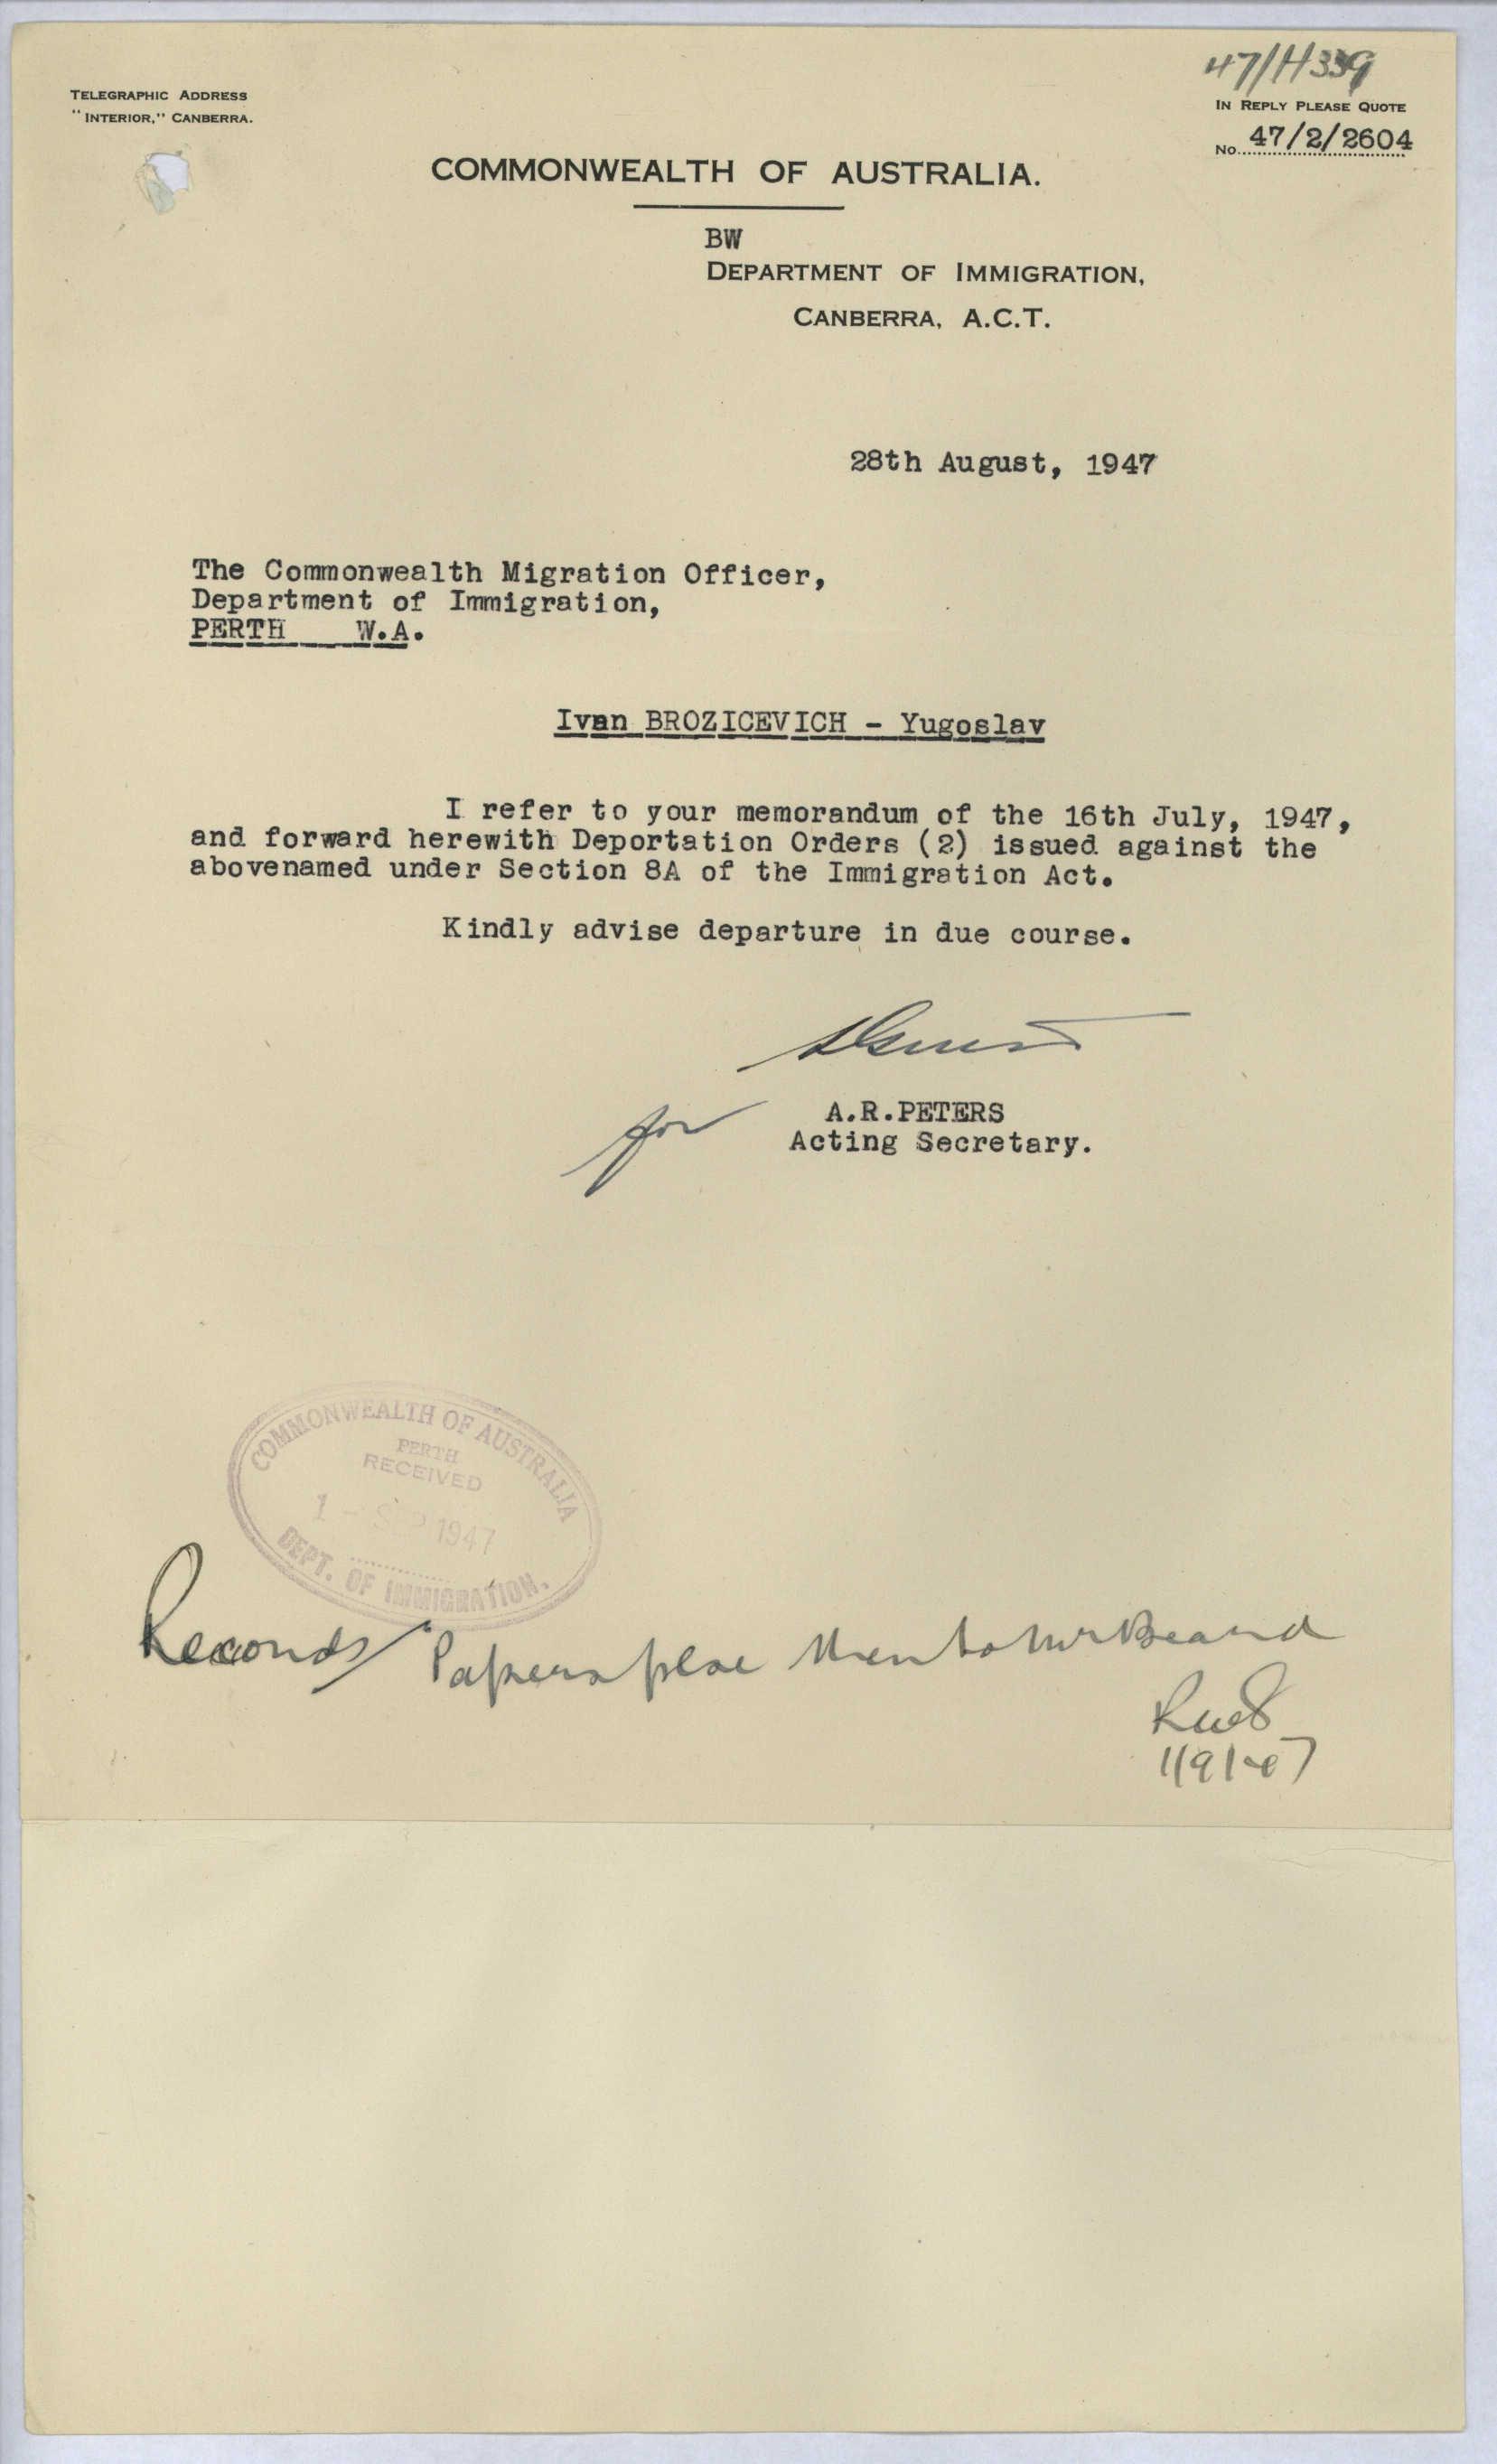 47/H339
TELEGRAPHIC ADDRESS
"INTERIOR," CANBERRA.
IN REPLY PLEASE QUOTE
No. 47/2/2604
COMMONWEALTH OF AUSTRALIA.
BW
DEPARTMENT OF IMMIGRATION,
CANBERRA, A.C.T.
28th August, 1947
The Commonwealth Migration Officer,
Department of Immigration,
PERTH W.A.
Ivan BROZICEVICH - Yugoslav
I refer to your memorandum of the 16th July, 1947,
and forward herewith Deportation Orders (2) issued against the
abovenamed under Section 8A of the Immigration Act.
Kindly advise departure in due course.
for
A.R.PETERS
Acting Secretary.
COMMONWEALTH OF AUSTRALIA
PERTH
RECEIVED
1 - SEP 1947
DEPT. OF IMMIGRATION.
Records/ Papers plse then to Mr Beard
1/9/47